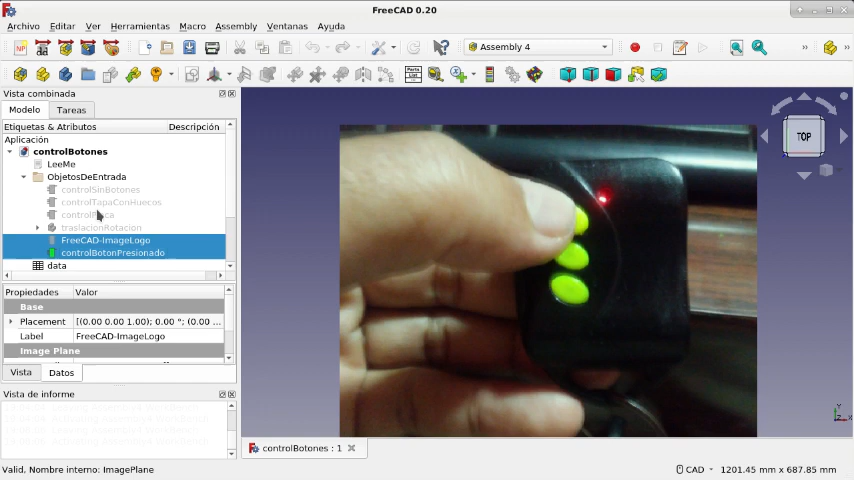 FreeCAD 0.20
Archivo Editar Ver Herramientas Macro Assembly Ventanas Ayuda
Assembly 4
Vista combinada
Modelo Tareas
Etiquetas & Atributos Descripción
Aplicación
controlBotones
LeeMe
ObjetosDeEntrada
controlSinBotones
controlTapaConHuecos
traslacionRotacion
FreeCAD-ImageLogo
controlBotonPresionado
data
Propiedades Valor
Base
Placement [(0.00 0.00 1.00); 0.00 °; (0.00 ...
Label FreeCAD-ImageLogo
Image Plane
Vista Datos
Vista de informe
TOP
controlBotones : 1
Valid, Nombre interno: ImagePlane
CAD 1201.45 mm x 687.85 mm